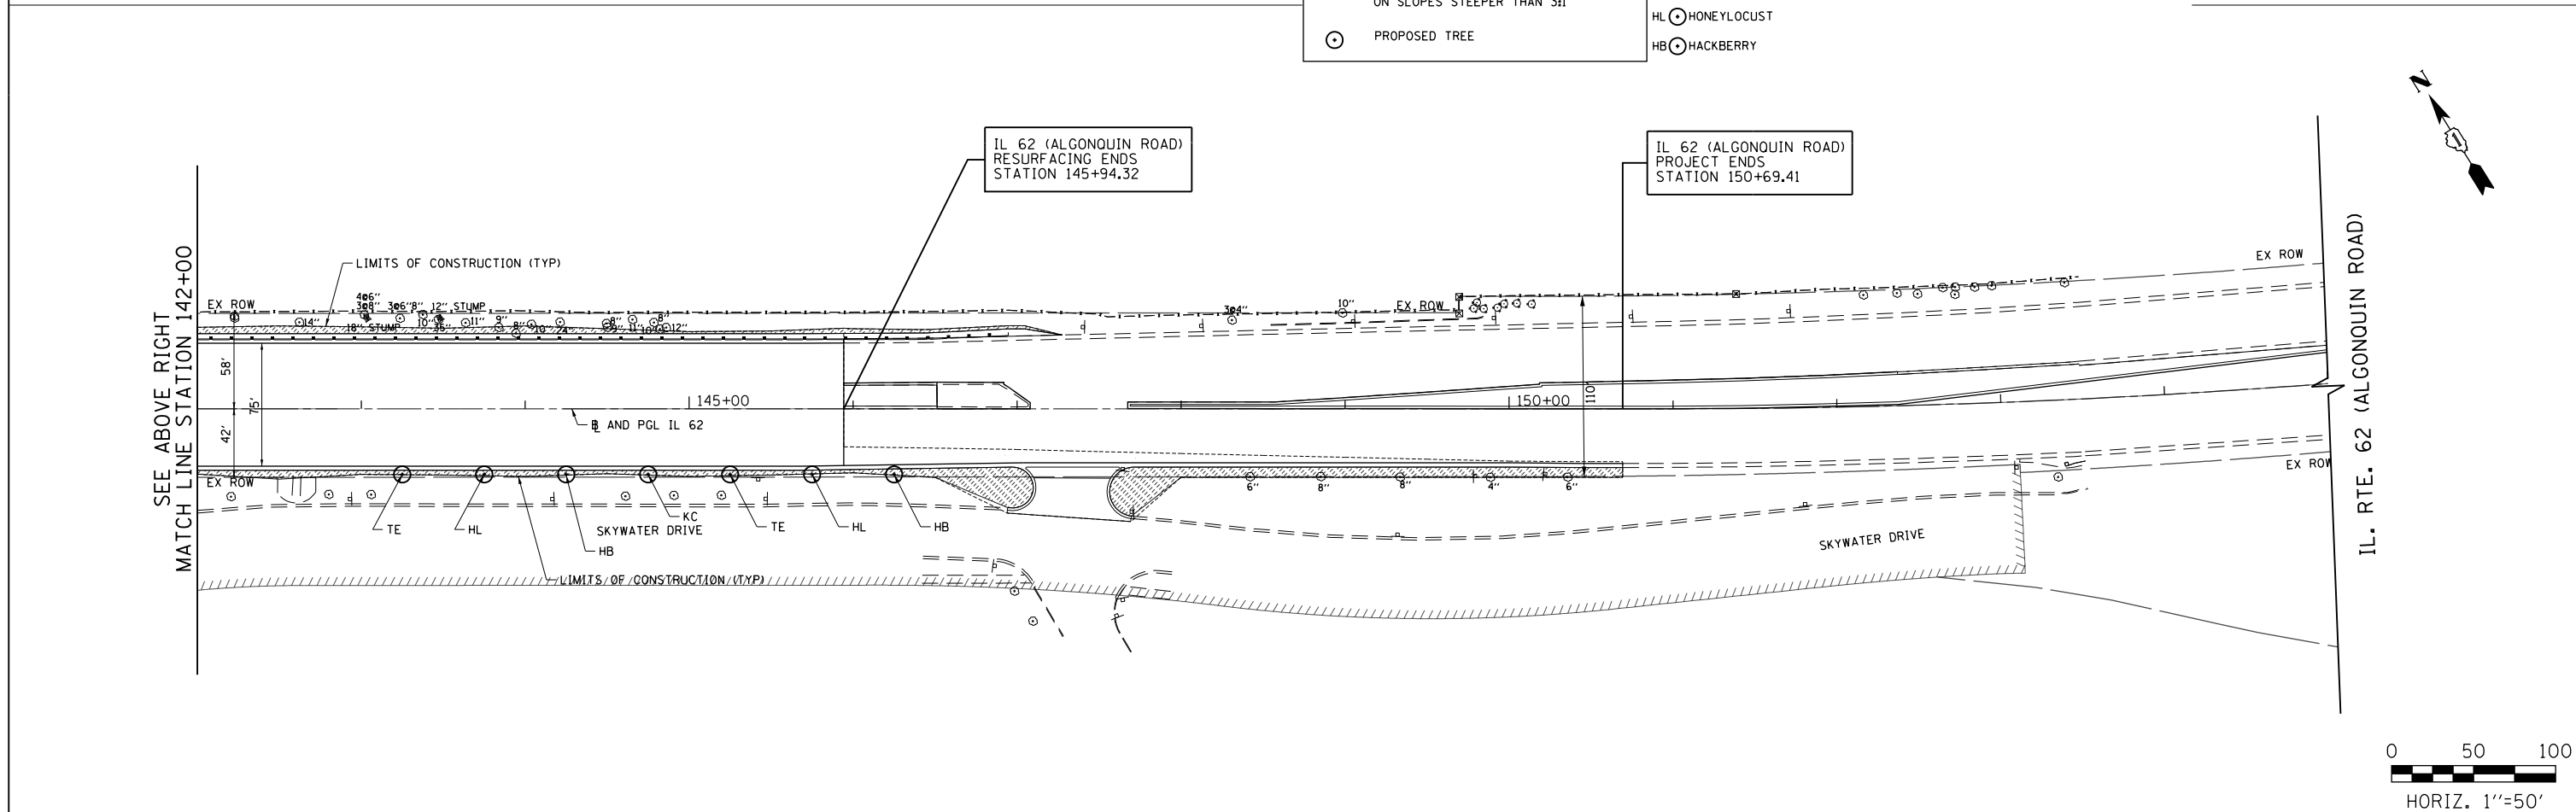 ON SLOPES STEEPER THAN 3:1
PROPOSED TREE
HL HONEYLOCUST
HB HACKBERRY
N
IL 62 (ALGONQUIN ROAD)
RESURFACING ENDS
STATION 145+94.32
IL 62 (ALGONQUIN ROAD)
PROJECT ENDS
STATION 150+69.41
SEE ABOVE RIGHT
MATCH LINE STATION 142+00
LIMITS OF CONSTRUCTION (TYP)
EX ROW
EX ROW
EX ROW
4@6"
3@8" 3@6" 8" 12" STUMP
14"
18" STUMP
10"
36"
11"
9"
8"
10"
24"
8"
9"
11"
10"
8"
12"
3@4"
10"
58'
75'
42'
110
145+00
150+00
AND PGL IL 62
EX ROW
EX ROW
6"
8"
8"
4"
6"
TE
HL
HB
KC
TE
HL
HB
SKYWATER DRIVE
SKYWATER DRIVE
LIMITS OF CONSTRUCTION (TYP)
IL. RTE. 62 (ALGONQUIN ROAD)
0 50 100
HORIZ. 1"=50'